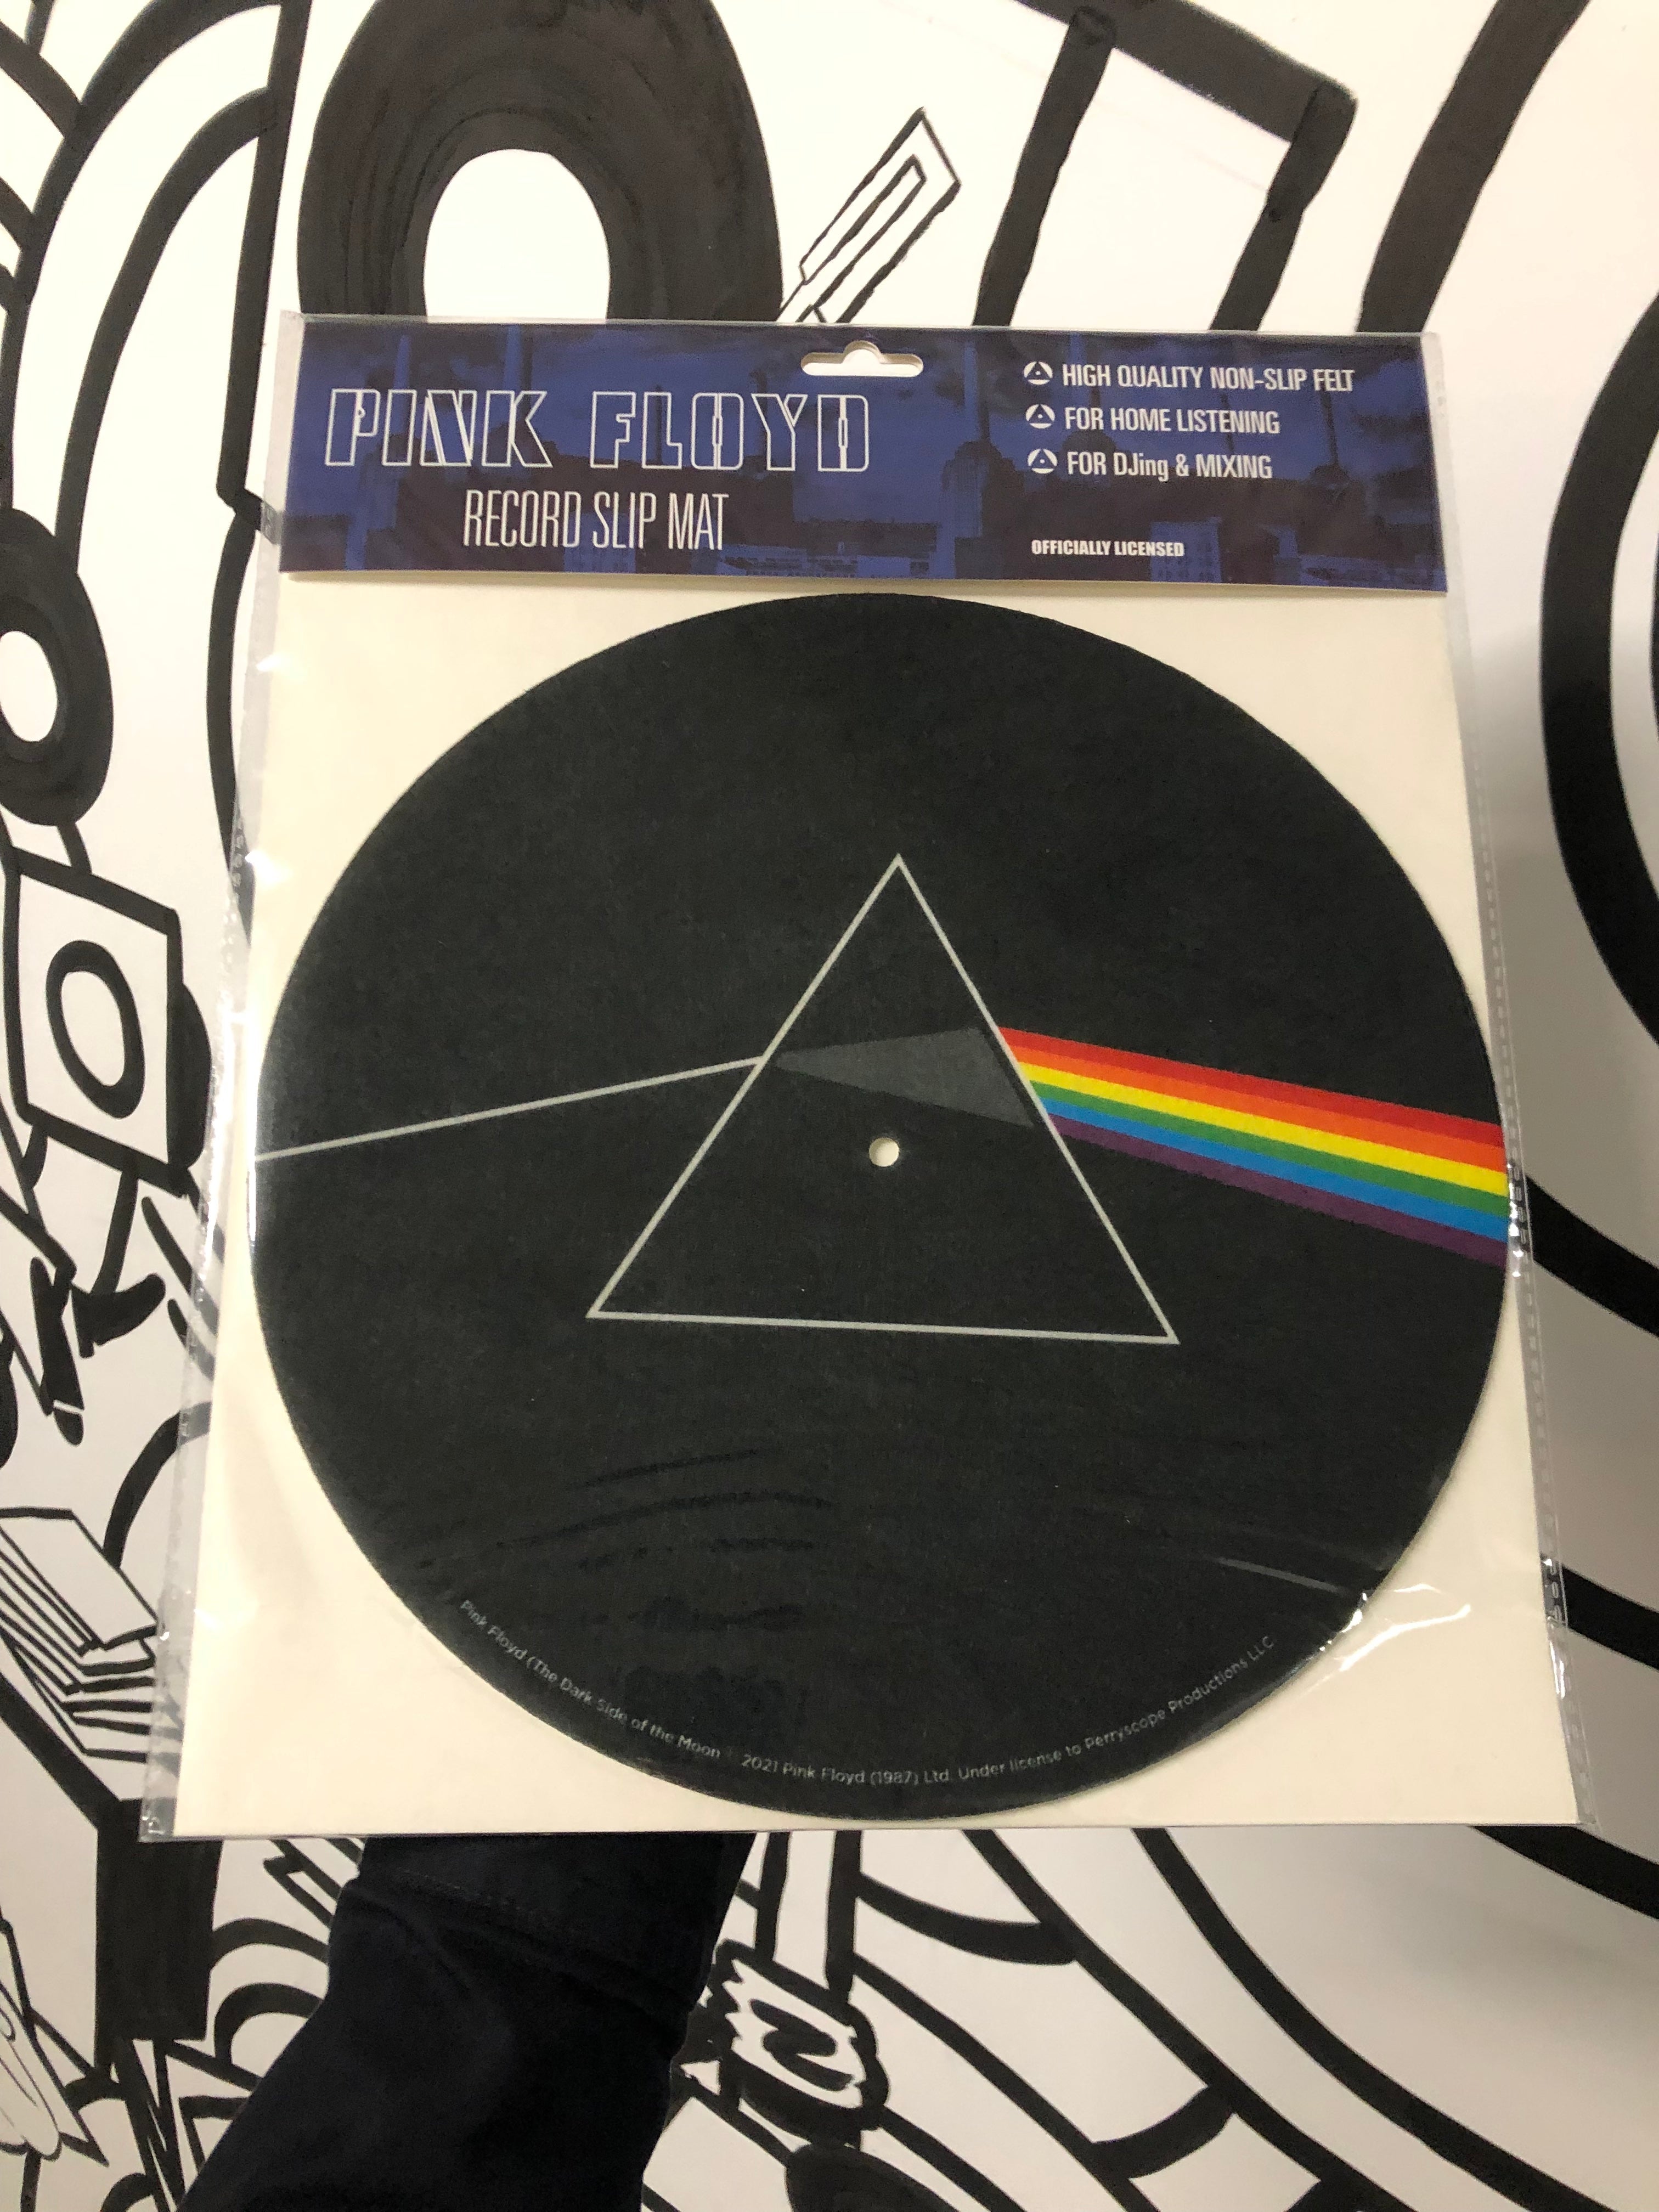 PINK FLOYD
RECORD SLIP MAT
HIGH QUALITY NON-SLIP FELT
FOR HOME LISTENING
FOR DJing & MIXING
OFFICIALLY LICENSED
Pink Floyd (The Dark Side of the Moon 2021 Pink Floyd (1987) Ltd. Under license to Perryscope Productions LLC.